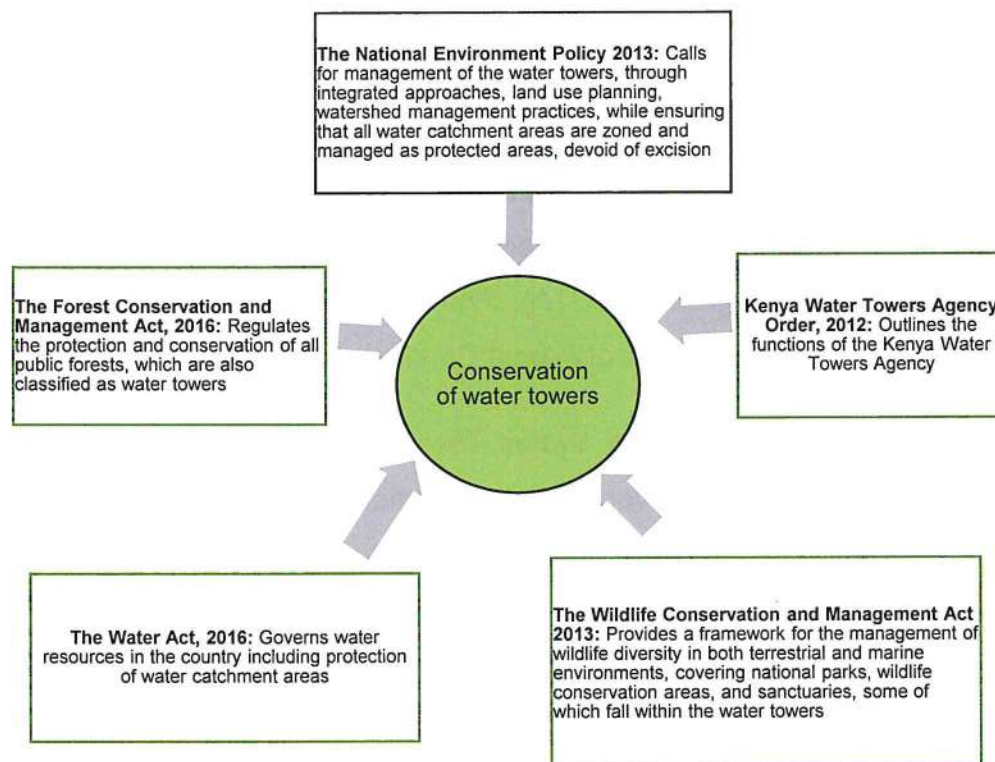 The National Environment Policy 2013: Calls
for management of the water towers, through
integrated approaches, land use planning,
watershed management practices, while ensuring
that all water catchment areas are zoned and
managed as protected areas, devoid of excision
The Forest Conservation and
Management Act, 2016: Regulates
the protection and conservation of all
public forests, which are also
classified as water towers
Kenya Water Towers Agency
Order, 2012: Outlines the
functions of the Kenya Water
Towers Agency
Conservation
of water towers
The Water Act, 2016: Governs water
resources in the country including protection
of water catchment areas
The Wildlife Conservation and Management Act
2013: Provides a framework for the management of
wildlife diversity in both terrestrial and marine
environments, covering national parks, wildlife
conservation areas, and sanctuaries, some of
which fall within the water towers